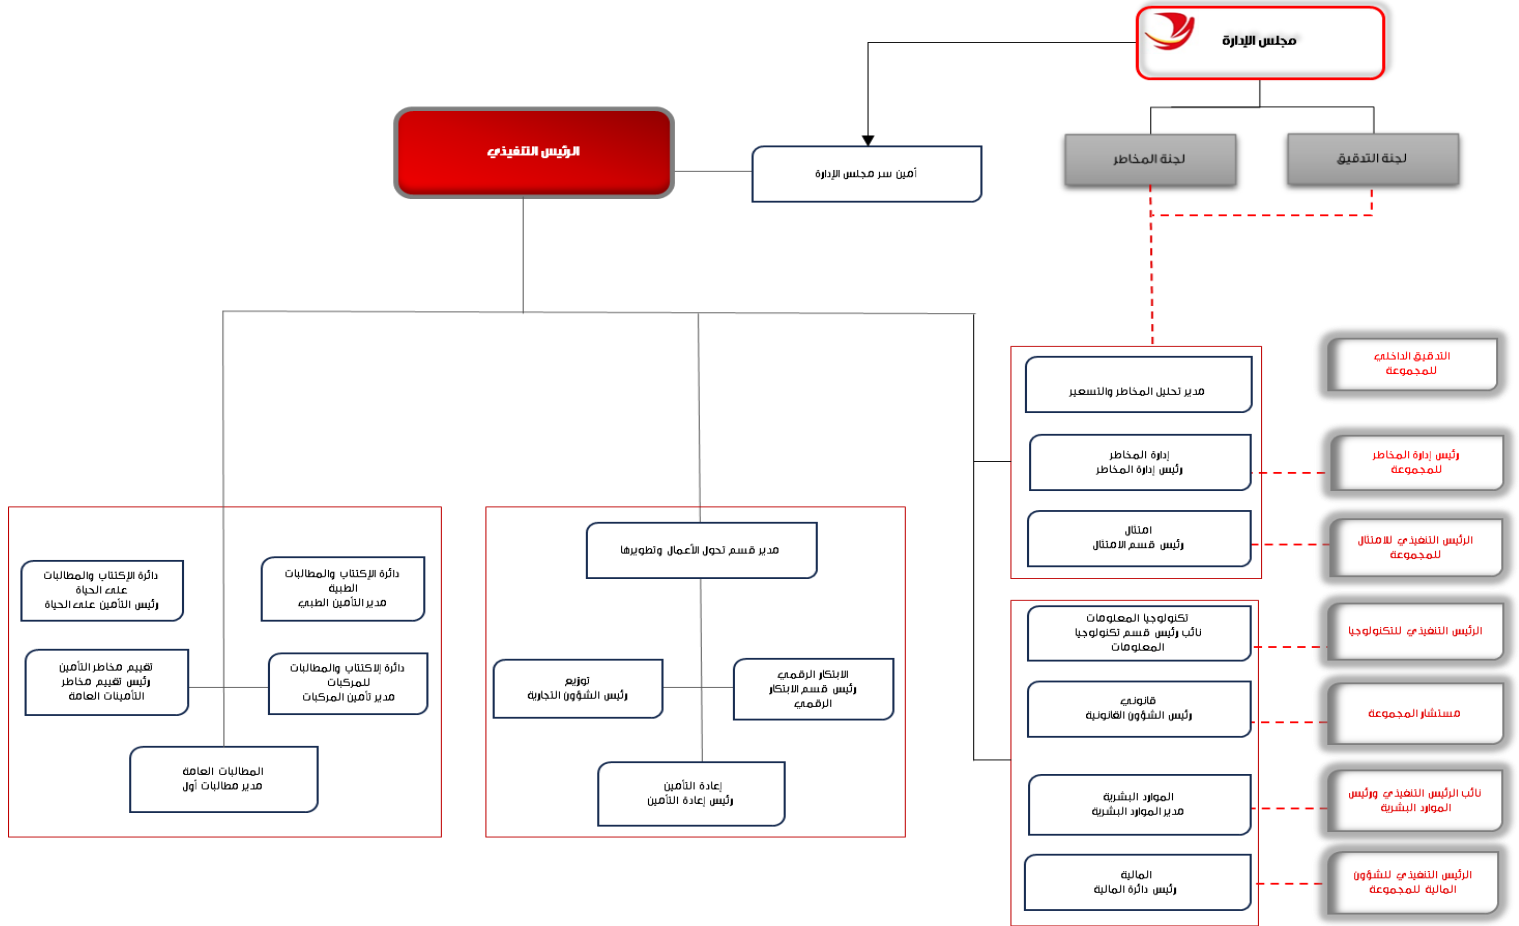 مجلس الإدارة
لجنة التدقيق
لجنة المخاطر
أمين سر مجلس الإدارة
الرئيس التنفيذي
التدقيق الداخلي
للمجموعة
مدير تحليل المخاطر والتسعير
رئيس إدارة المخاطر
للمجموعة
إدارة المخاطر
رئيس إدارة المخاطر
الرئيس التنفيذي للامتثال
للمجموعة
امتثال
رئيس قسم الامتثال
الرئيس التنفيذي للتكنولوجيا
تكنولوجيا المعلومات
نائب رئيس قسم تكنولوجيا
المعلومات
مستشار المجموعة
قانوني
رئيس الشؤون القانونية
نائب الرئيس التنفيذي ورئيس
الموارد البشرية
الموارد البشرية
مدير الموارد البشرية
الرئيس التنفيذي للشؤون
المالية للمجموعة
المالية
رئيس دائرة المالية
مدير قسم تحول الأعمال وتطويرها
الابتكار الرقمي
رئيس قسم الابتكار
الرقمي
توزيع
رئيس الشؤون التجارية
إعادة التأمين
رئيس إعادة التأمين
دائرة الإكتتاب والمطالبات
الطبية
مدير التأمين الطبي
دائرة الإكتتاب والمطالبات
على الحياة
رئيس التأمين على الحياة
دائرة إلاكتتاب والمطالبات
للمركبات
مدير تأمين المركبات
تقييم مخاطر التأمين
رئيس تقييم مخاطر
التأمينات العامة
المطالبات العامة
مدير مطالبات أول